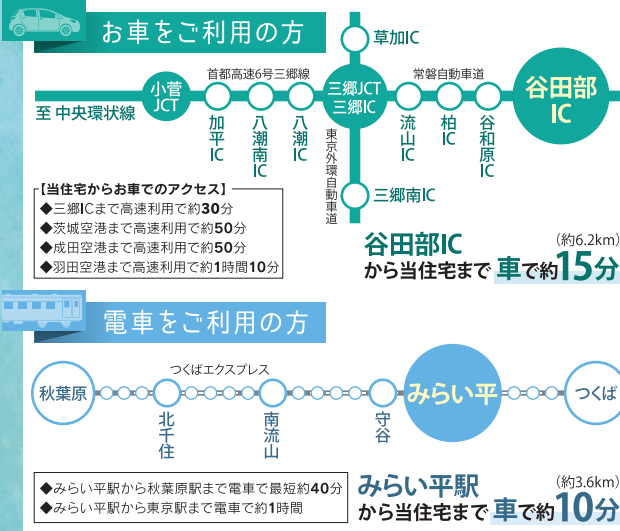 お車をご利用の方
草加IC
首都高速6号三郷線
常磐自動車道
小菅
JCT
三郷JCT
三郷IC
谷田部
IC
至 中央環状線
加平IC
八潮南IC
八潮IC
流山IC
柏IC
谷和原IC
東京外環自動車道
三郷南IC
【当住宅からお車でのアクセス】
◆三郷ICまで高速利用で約30分
◆茨城空港まで高速利用で約50分
◆成田空港まで高速利用で約50分
◆羽田空港まで高速利用で約1時間10分
谷田部IC
(約6.2km)
から当住宅まで 車で約15分
電車をご利用の方
つくばエクスプレス
秋葉原
北千住
南流山
守谷
みらい平
つくば
◆みらい平駅から秋葉原駅まで電車で最短約40分
◆みらい平駅から東京駅まで電車で約1時間
みらい平駅
(約3.6km)
から当住宅まで 車で約10分